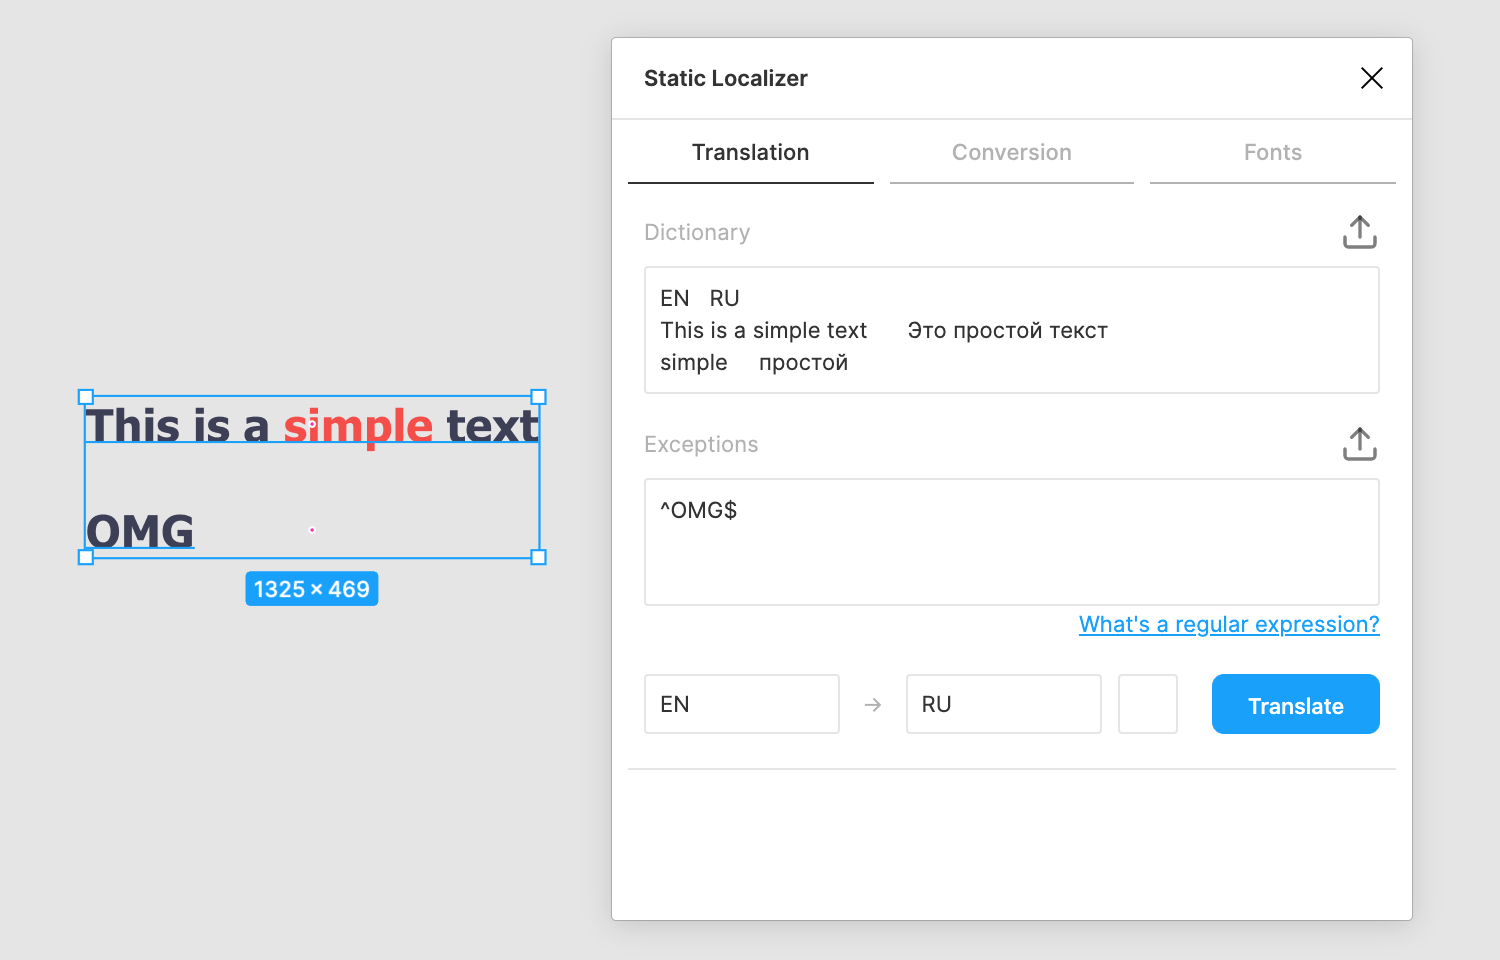 This is a simple text
OMG
1325 × 469
Static Localizer
Translation Conversion Fonts
Dictionary
EN RU
This is a simple text Это простой текст
simple простой
Exceptions
^OMG$
What's a regular expression?
EN → RU Translate